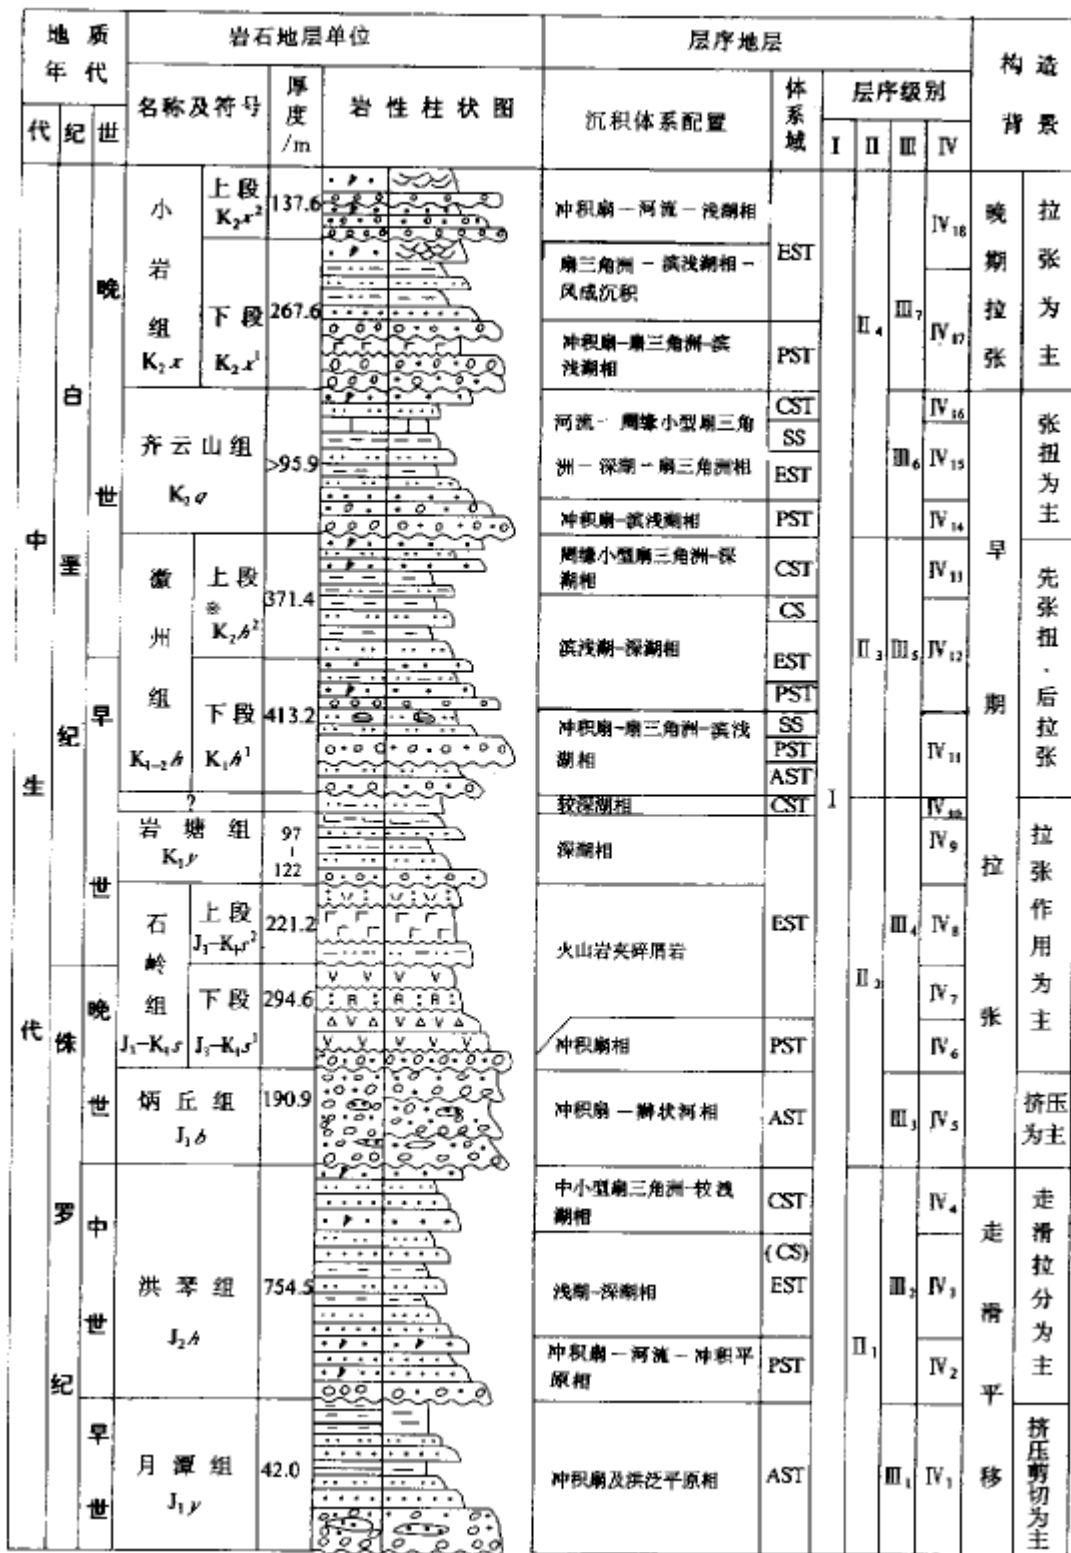 地质年代
岩石地层单位
层序地层
构造背景
代
纪
世
名称及符号
厚度/m
岩性柱状图
沉积体系配置
体系域
层序级别
I
II
III
IV
中生代
白垩纪
侏罗纪
晚世
早世
晚世
中世
早世
小岩组
K₂x
上段
K₂x²
137.6
下段
K₂x¹
267.6
齐云山组
K₂q
>95.9
徽州组
K₁₋₂h
上段
※
K₂h²
371.4
下段
K₁h¹
413.2
?
岩塘组
K₁y
97
122
石岭组
J₃-K₁s
上段
J₃-K₁s²
221.2
下段
J₃-K₁s¹
294.6
炳丘组
J₃b
190.9
洪琴组
J₂h
754.5
月潭组
J₁y
42.0
冲积扇-河流-浅湖相
扇三角洲-滨浅湖相-
风成沉积
冲积扇-扇三角洲-滨
浅湖相
河流-周缘小型扇三角
洲-深湖-扇三角洲相
冲积扇-滨浅湖相
周缘小型扇三角洲-深
湖相
滨浅湖-深湖相
冲积扇-扇三角洲-滨浅
湖相
较深湖相
深湖相
火山岩夹碎屑岩
冲积扇相
冲积扇-辫状河相
中小型扇三角洲-较浅
湖相
浅湖-深湖相
冲积扇-河流-冲积平
原相
冲积扇及洪泛平原相
EST
PST
CST
SS
EST
PST
CST
CS
EST
PST
SS
PST
AST
CST
EST
PST
AST
CST
(CS)
EST
PST
AST
I
II₄
II₃
II₂
II₁
III₇
III₆
III₅
III₄
III₃
III₂
III₁
IV₁₈
IV₁₇
IV₁₆
IV₁₅
IV₁₄
IV₁₃
IV₁₂
IV₁₁
IV₁₀
IV₉
IV₈
IV₇
IV₆
IV₅
IV₄
IV₃
IV₂
IV₁
晚期拉张
早期拉张
走滑平移
拉张为主
张扭为主
先张扭·后拉张
拉张作用为主
挤压
为主
走滑拉分为主
挤压剪切为主